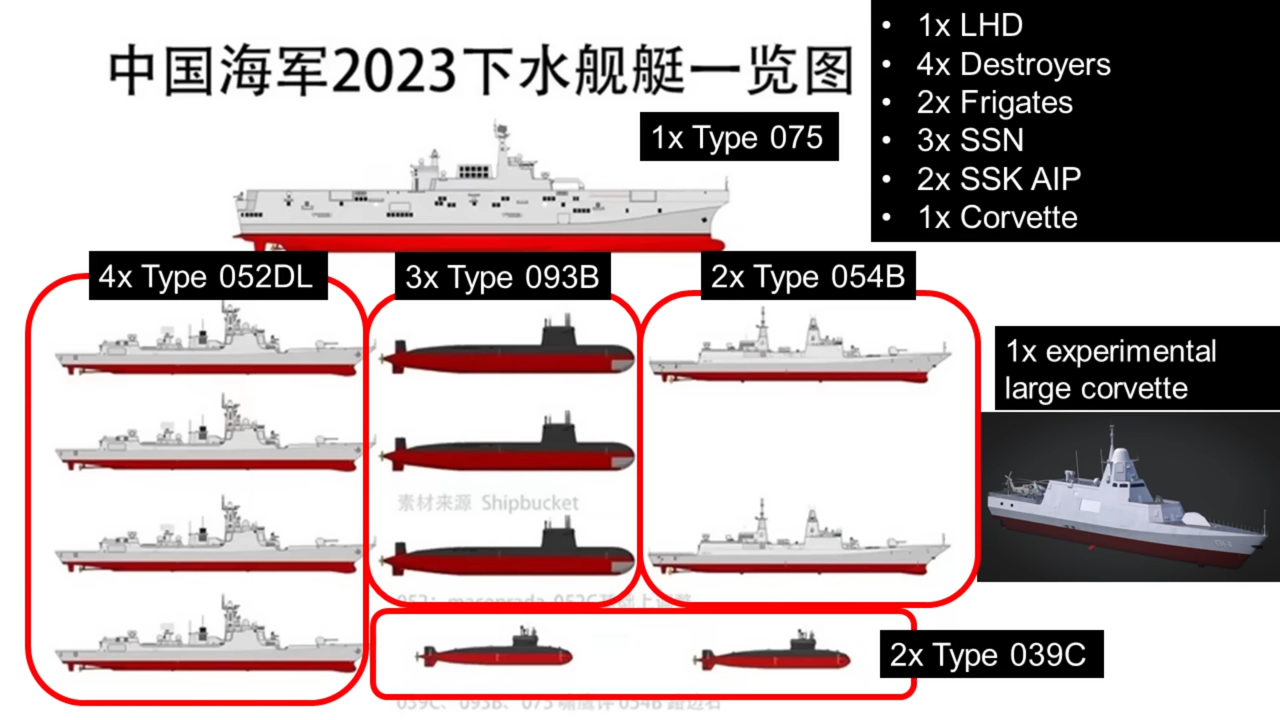 中国海军2023下水舰艇一览图
• 1x LHD
• 4x Destroyers
• 2x Frigates
• 3x SSN
• 2x SSK AIP
• 1x Corvette
1x Type 075
4x Type 052DL
3x Type 093B
2x Type 054B
1x experimental
large corvette
素材来源 Shipbucket
2x Type 039C